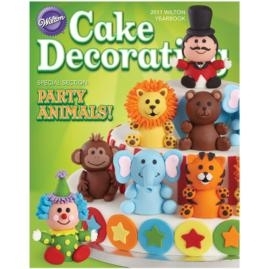 Wilton
Cake
2011 WILTON
YEARBOOK
Decorating
SPECIAL SECTION:
PARTY
ANIMALS!